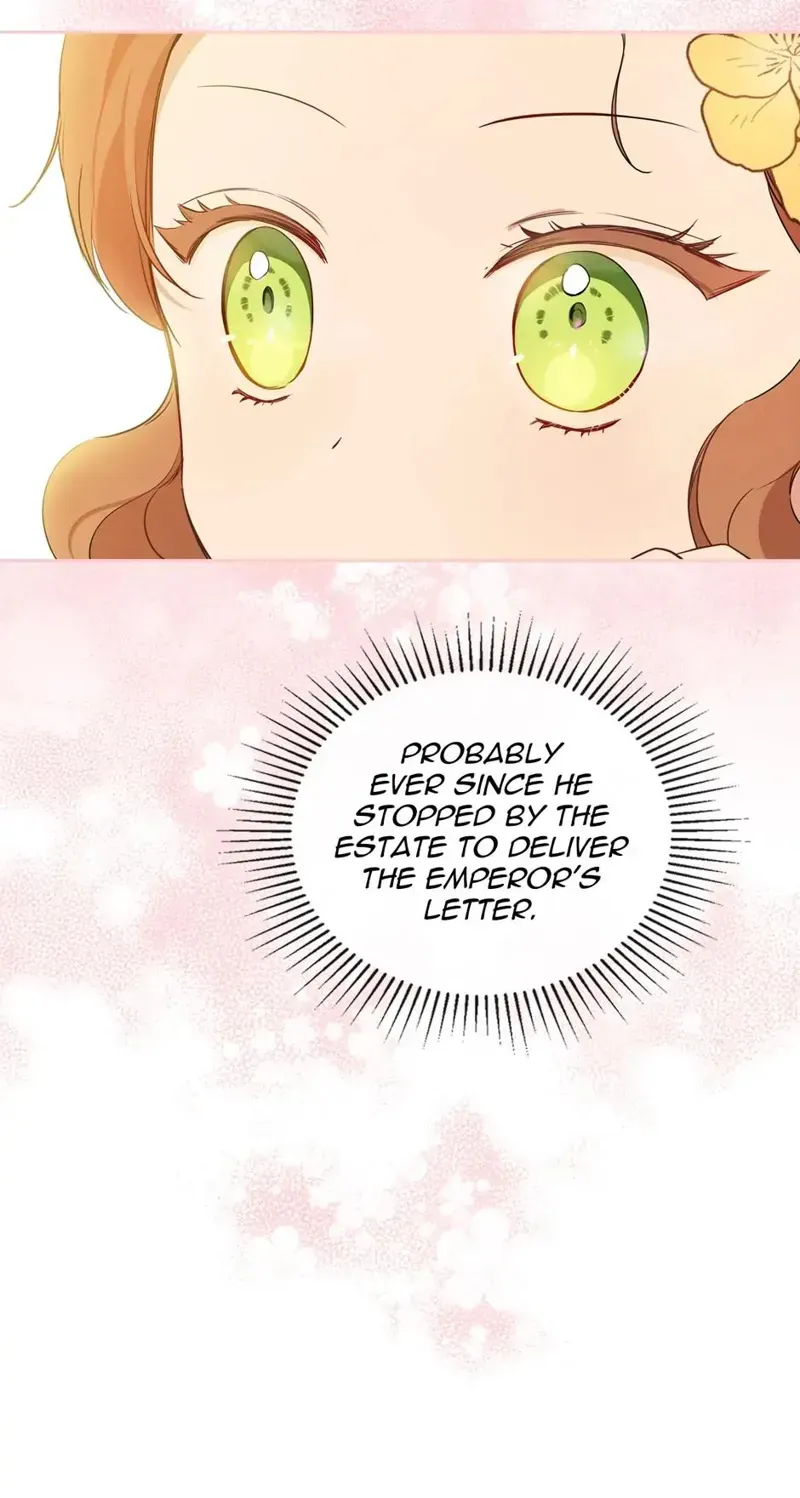 PROBABLY
EVER SINCE HE
STOPPED BY THE
ESTATE TO DELIVER
THE EMPEROR'S
LETTER.